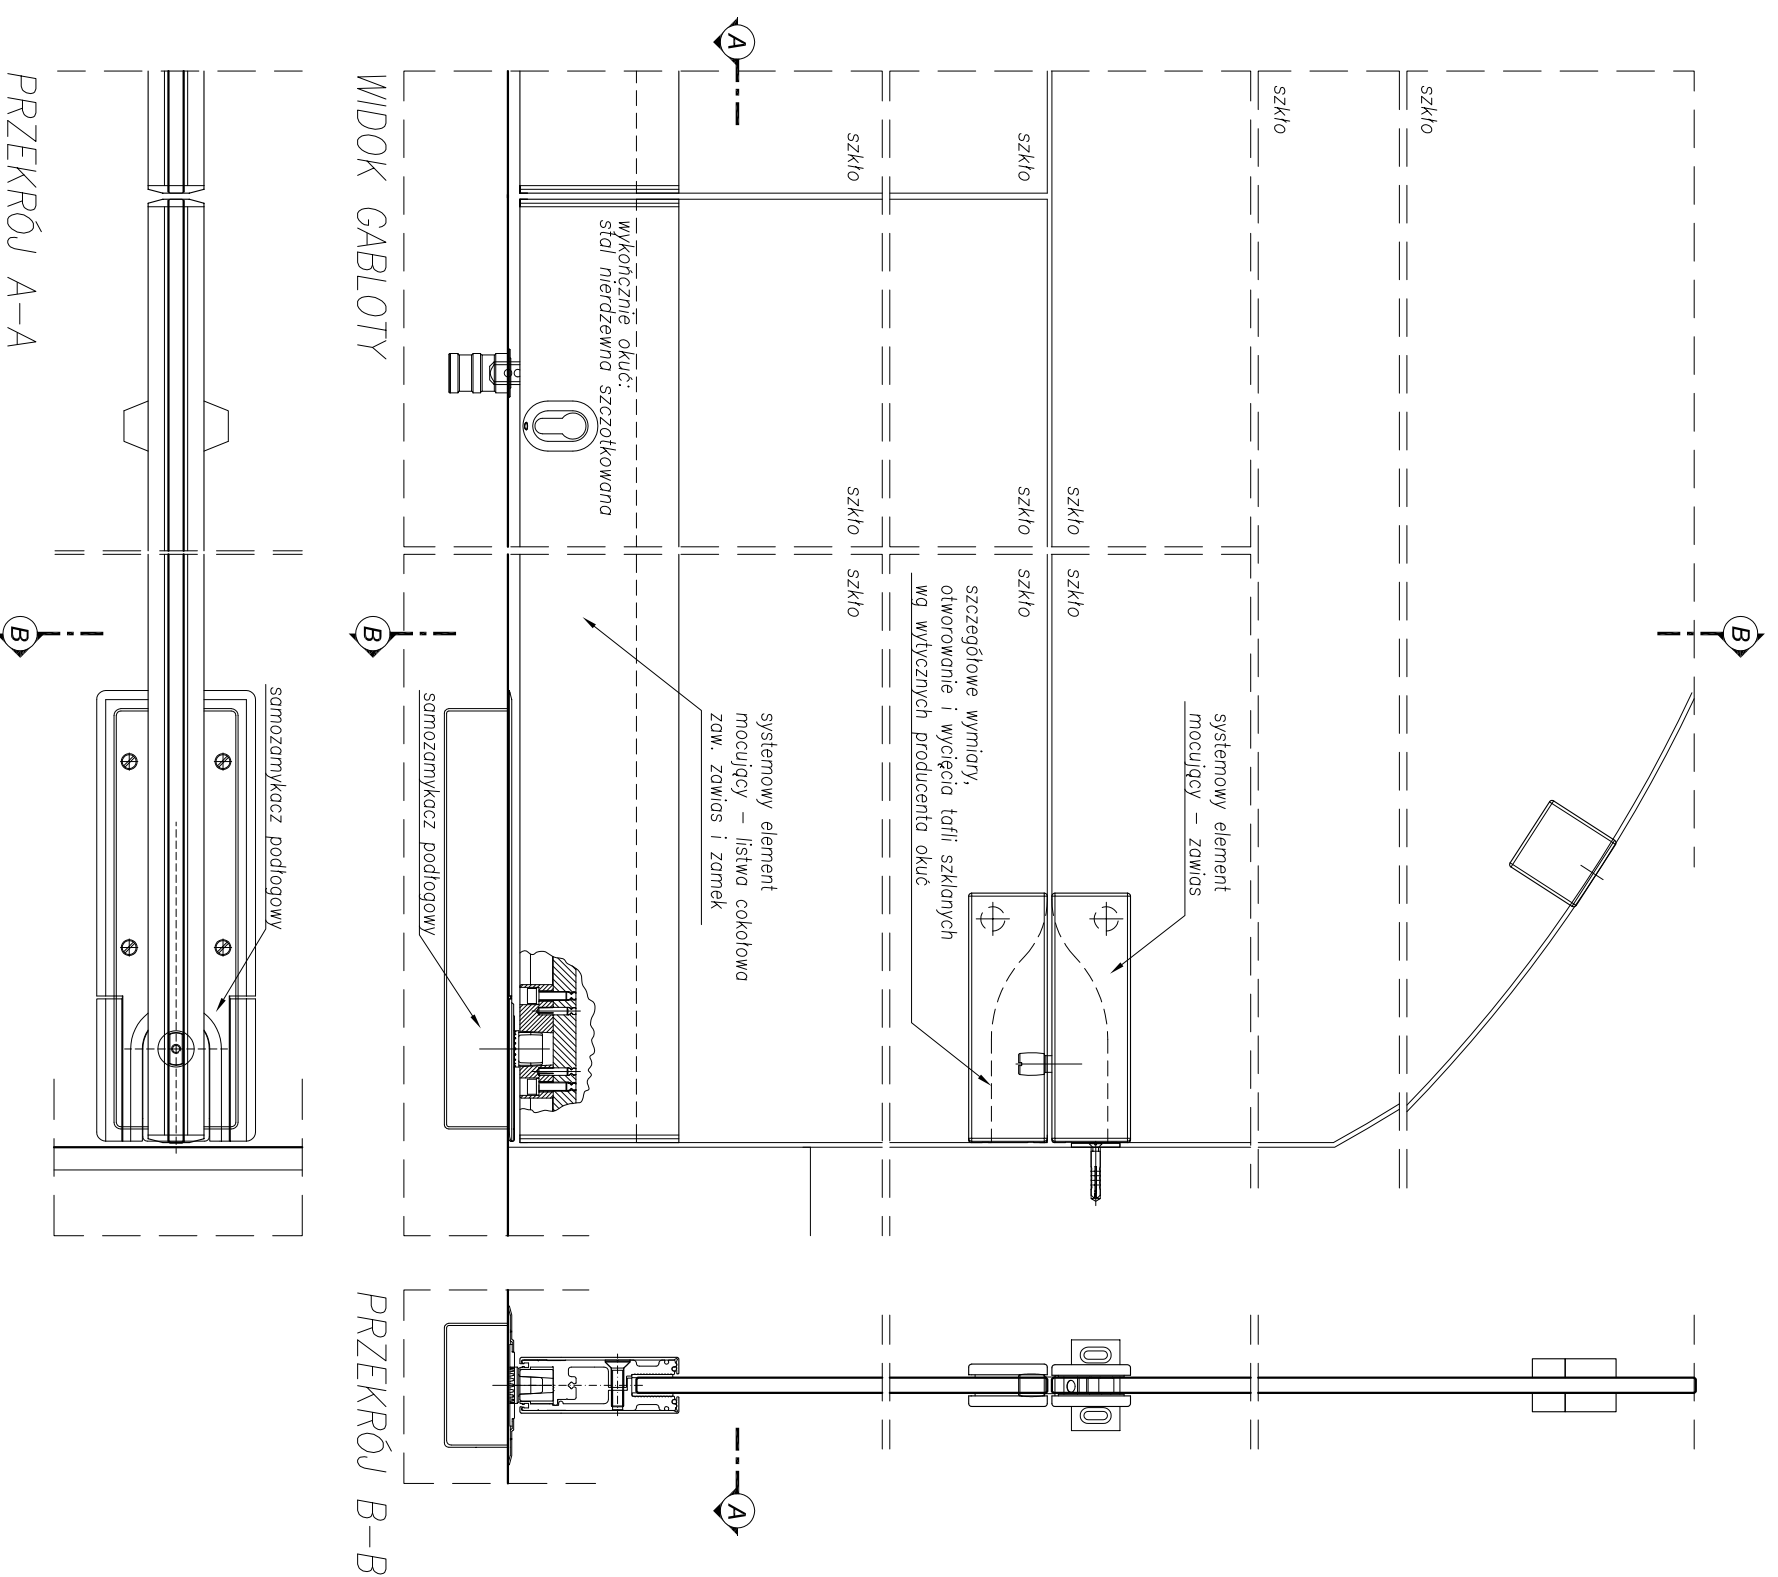 B
szkło
szkło
systemowy element
mocujący - zawias
szkło
szkło
szkło
szkło
szkło
szczegółowe wymiary,
otworowanie i wycięcia tafli szklanych
wg wytycznych producenta okuć
szkło
szkło
szkło
systemowy element
mocujący - listwa cokołowa
zaw. zawias i zamek
A
A
wykończnie okuć:
stal nierdzewna szczotkowana
samozamykacz podłogowy
B
WIDOK GABLOTY
PRZEKRÓJ B-B
samozamykacz podłogowy
B
PRZEKRÓJ A-A